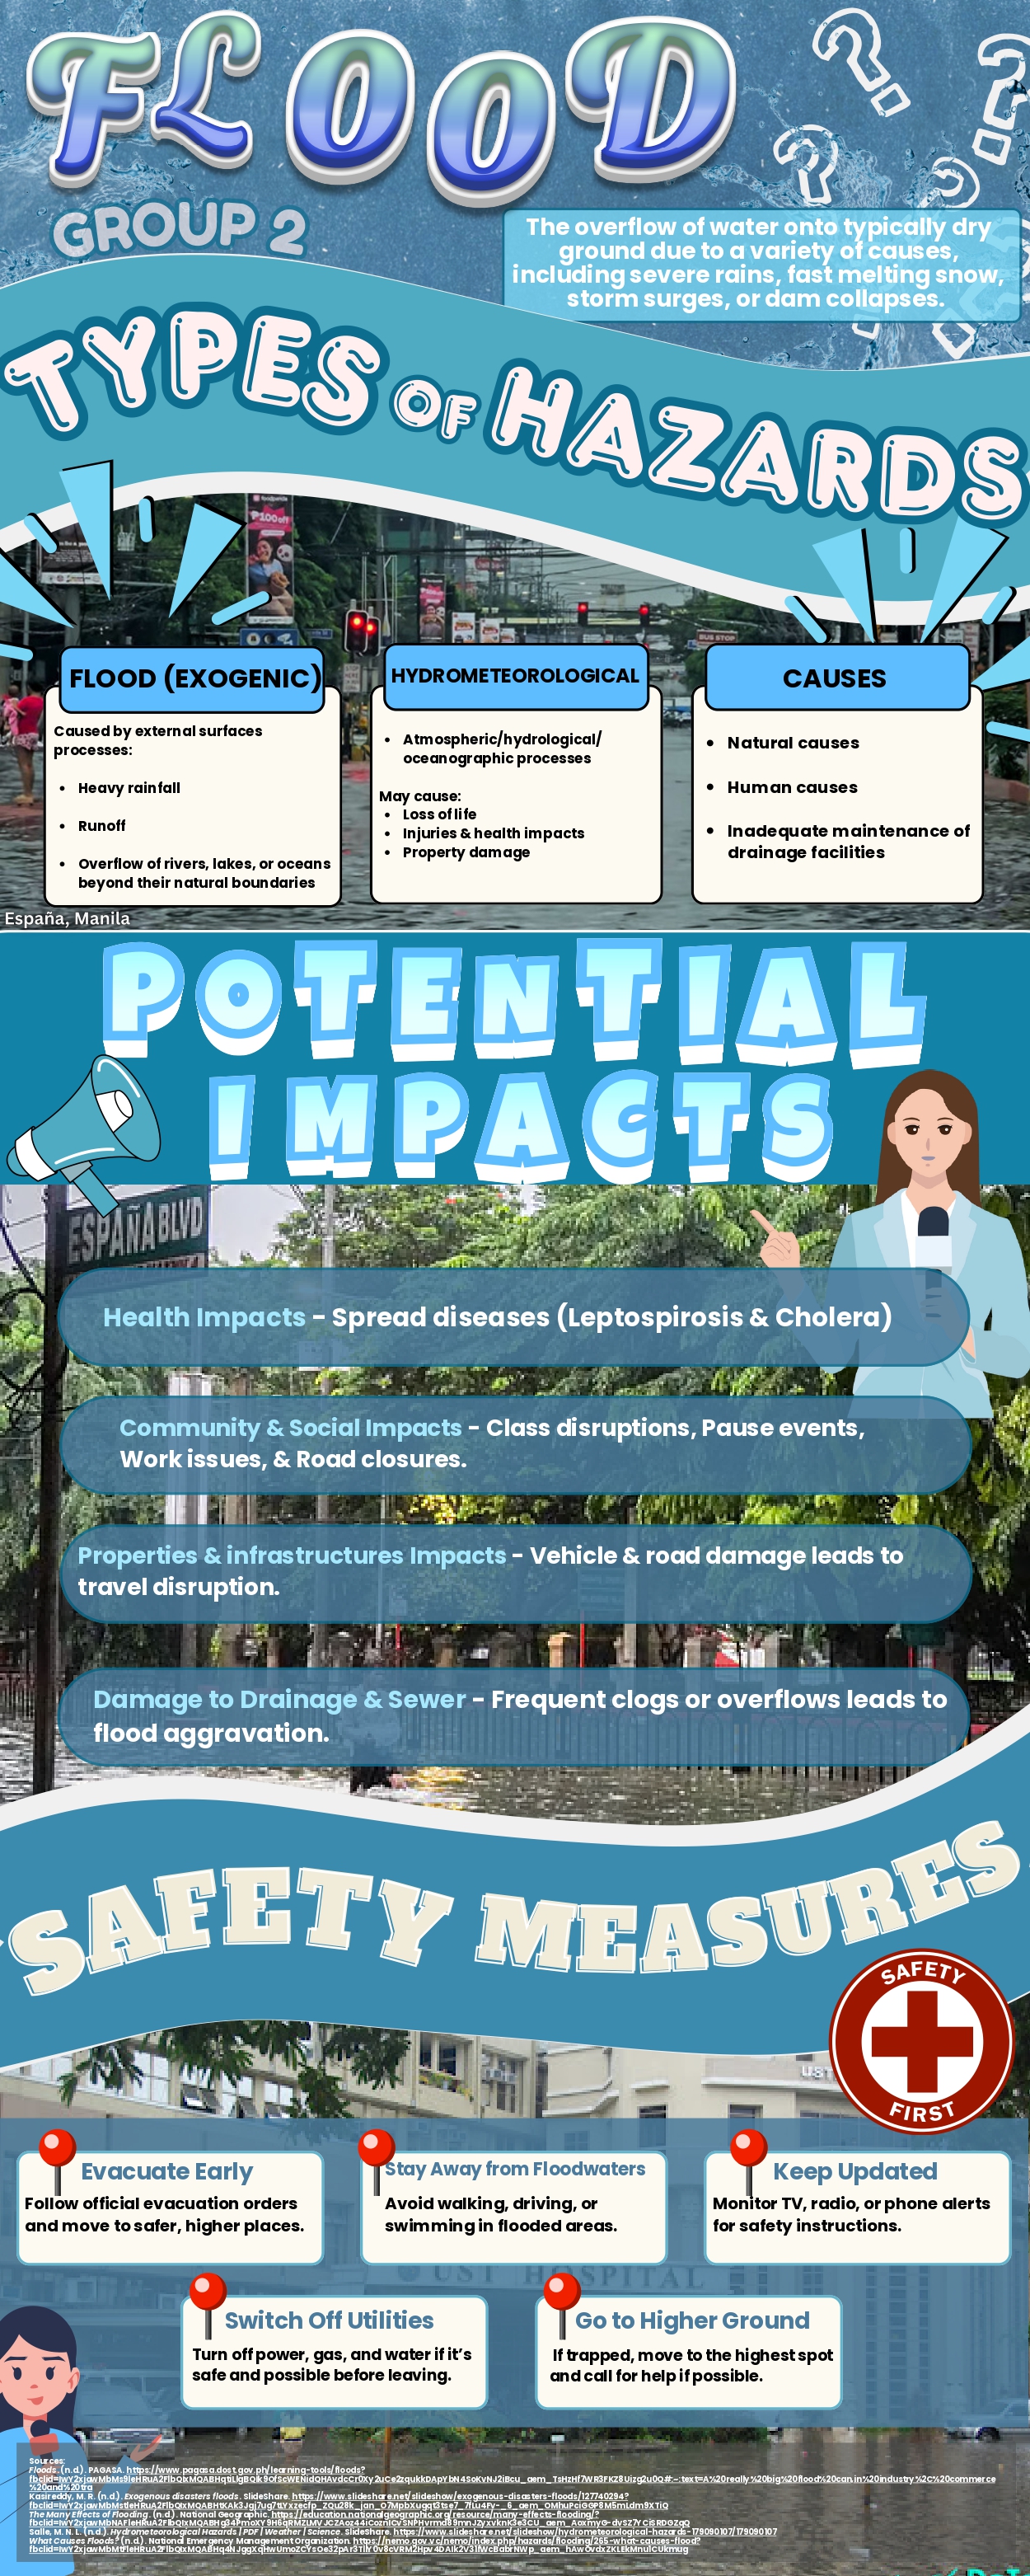 FLOOD
GROUP 2
The overflow of water onto typically dry
ground due to a variety of causes,
including severe rains, fast melting snow,
storm surges, or dam collapses.
TYPES OF HAZARDS
₱100 off
BUS STOP
FLOOD (EXOGENIC)
Caused by external surfaces
processes:
• Heavy rainfall
• Runoff
• Overflow of rivers, lakes, or oceans
beyond their natural boundaries
HYDROMETEOROLOGICAL
• Atmospheric/hydrological/
oceanographic processes
May cause:
• Loss of life
• Injuries & health impacts
• Property damage
CAUSES
• Natural causes
• Human causes
• Inadequate maintenance of
drainage facilities
España, Manila
POTENTIAL
IMPACTS
ESPAÑA BLVD
Health Impacts - Spread diseases (Leptospirosis & Cholera)
Community & Social Impacts - Class disruptions, Pause events,
Work issues, & Road closures.
Properties & infrastructures Impacts - Vehicle & road damage leads to
travel disruption.
Damage to Drainage & Sewer - Frequent clogs or overflows leads to
flood aggravation.
SAFETY MEASURES
SAFETY
FIRST
UST
Evacuate Early
Follow official evacuation orders
and move to safer, higher places.
Stay Away from Floodwaters
Avoid walking, driving, or
swimming in flooded areas.
Keep Updated
Monitor TV, radio, or phone alerts
for safety instructions.
UST HOSPITAL
Switch Off Utilities
Turn off power, gas, and water if it's
safe and possible before leaving.
Go to Higher Ground
If trapped, move to the highest spot
and call for help if possible.
Sources:
Floods. (n.d.). PAGASA. https://www.pagasa.dost.gov.ph/learning-tools/floods?
%20and%20tra
Kasireddy, M. R. (n.d.). Exogenous disasters floods. SlideShare. https://www.slideshare.net/slideshow/exogenous-disasters-floods/127740294?
The Many Effects of Flooding. (n.d.). National Geographic. https://education.nationalgeographic.org/resource/many-effects-flooding/?
Salle, M. N. L. (n.d.). Hydrometeorological Hazards | PDF | Weather | Science. SlideShare. https://www.slideshare.net/slideshow/hydrometeorological-hazards-179090107/179090107
What Causes Floods? (n.d.). National Emergency Management Organization. https://nemo.gov.vc/nemo/index.php/hazards/flooding/265-what-causes-flood?